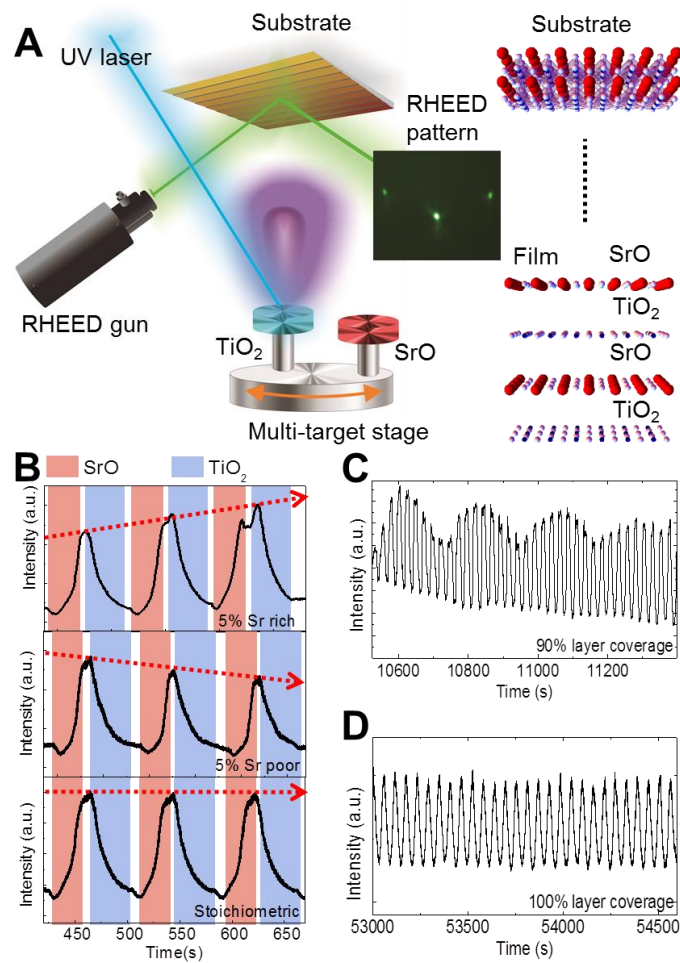 A
UV laser
Substrate
RHEED
pattern
RHEED gun
TiO2
SrO
Multi-target stage
Substrate
Film
SrO
TiO2
SrO
TiO2
B
SrO
TiO2
Intensity (a.u.)
5% Sr rich
Intensity (a.u.)
5% Sr poor
Intensity (a.u.)
Stoichiometric
450
500
550
600
650
Time(s)
C
Intensity (a.u.)
90% layer coverage
10600
10800
11000
11200
Time (s)
D
Intensity (a.u.)
100% layer coverage
53000
53500
54000
54500
Time (s)